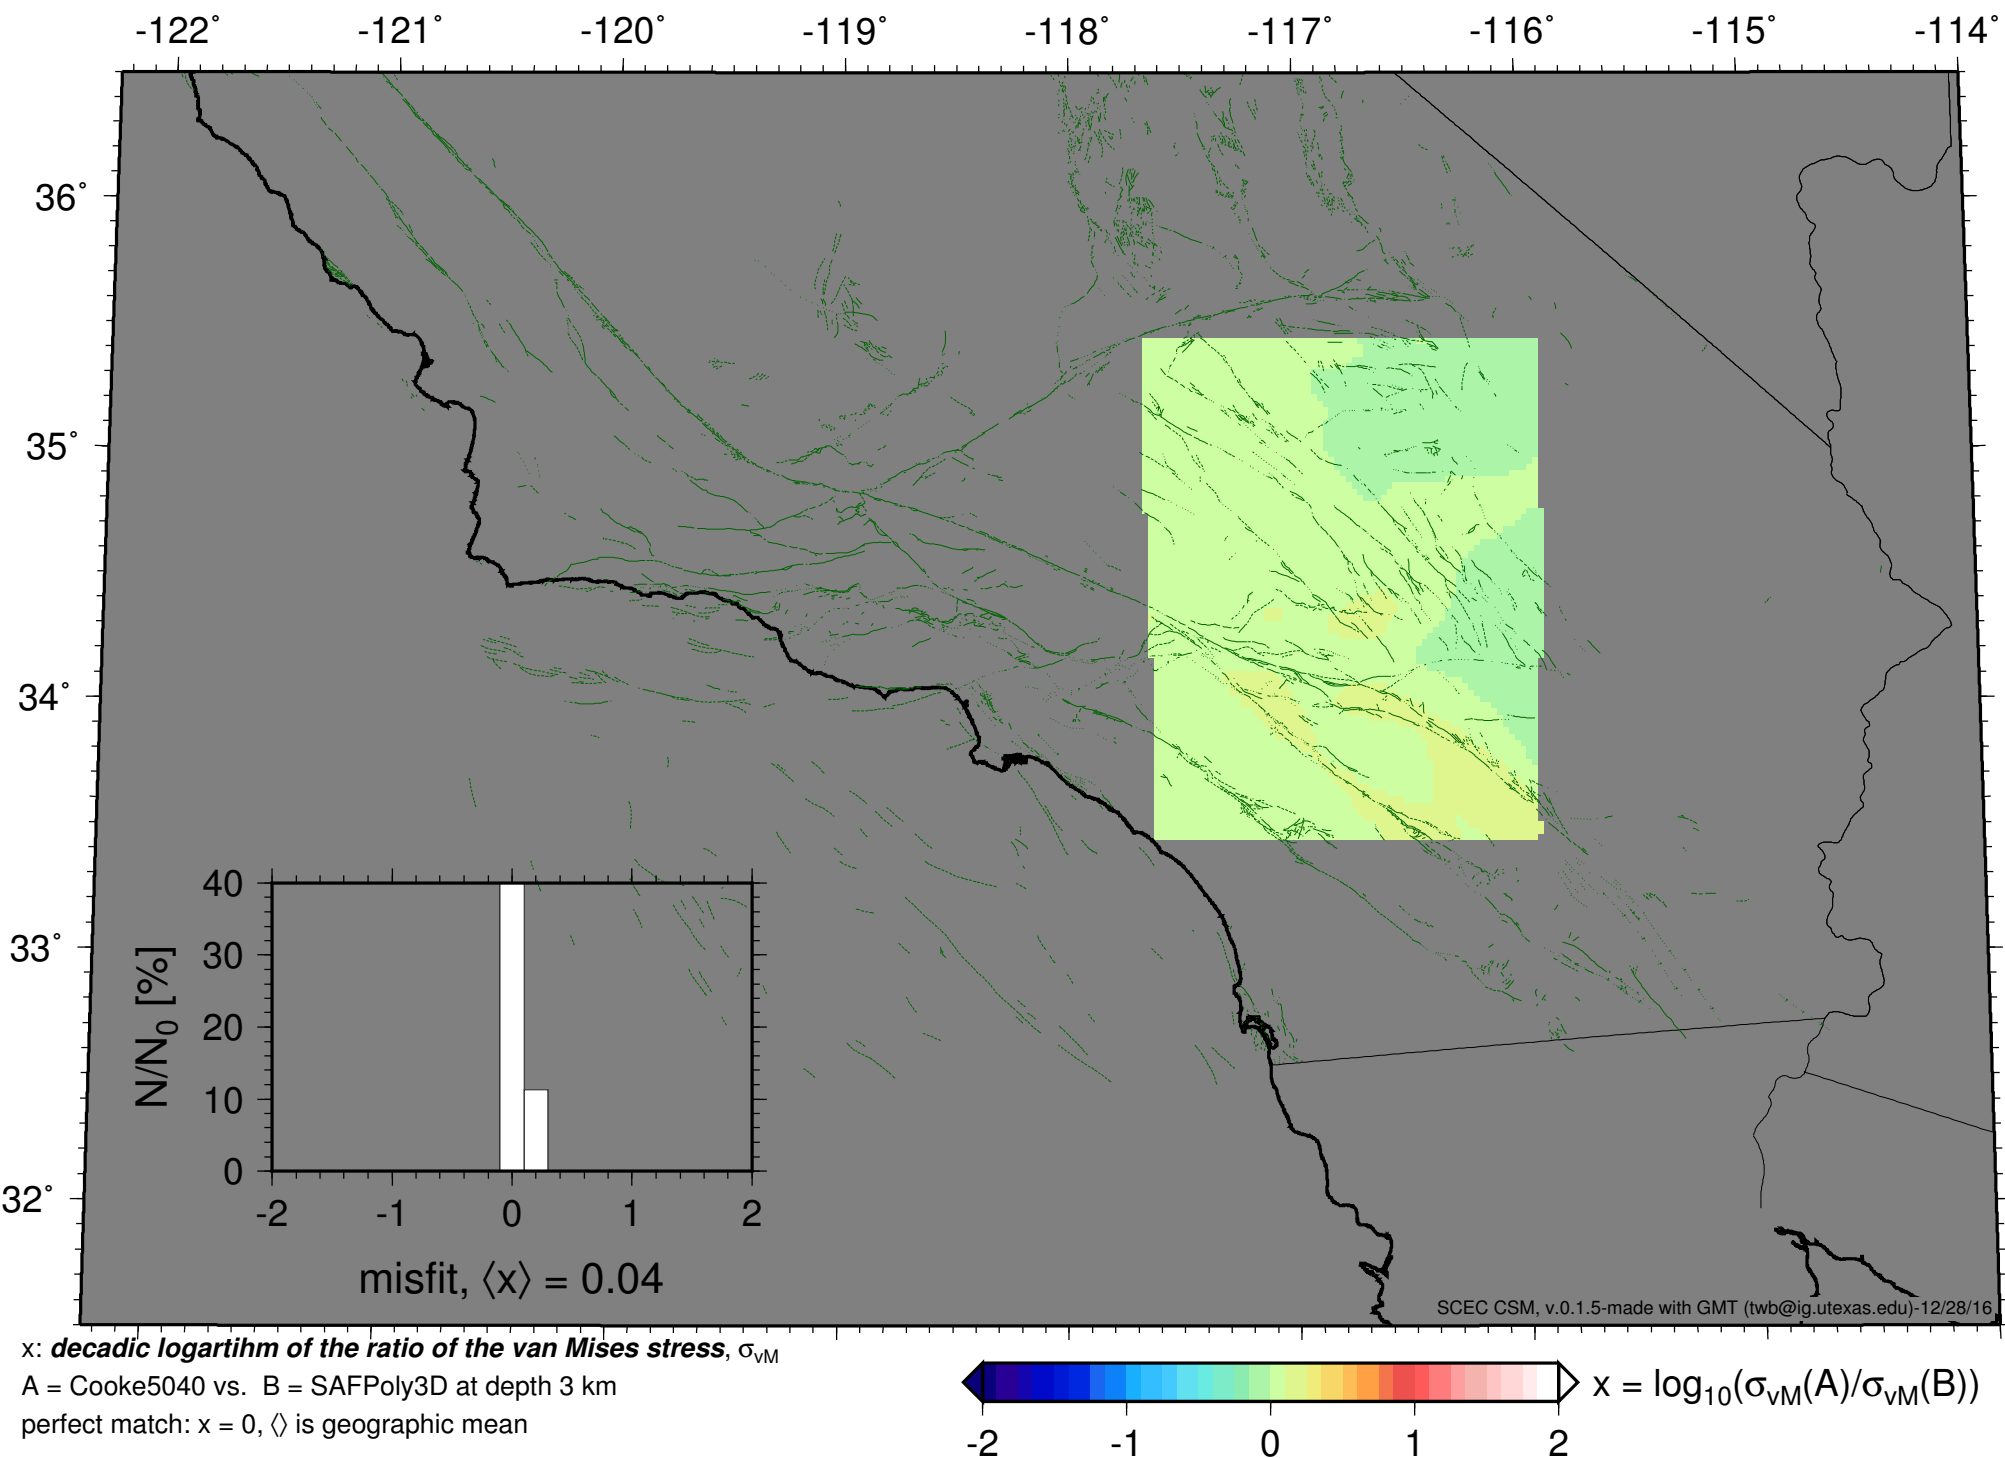 -122˚ -121˚ -120˚ -119˚ -118˚ -117˚ -116˚ -115˚ -114˚
36˚
35˚
34˚
33˚
32˚
40
30
20
10
0
N/N0 [%]
-2 -1 0 1 2
misfit, ⟨x⟩ = 0.04
SCEC CSM, v.0.1.5-made with GMT (twb@ig.utexas.edu)-12/28/16
x: decadic logartihm of the ratio of the van Mises stress, σvM
A = Cooke5040 vs. B = SAFPoly3D at depth 3 km
perfect match: x = 0, ⟨⟩ is geographic mean
x = log10(σvM(A)/σvM(B))
-2 -1 0 1 2